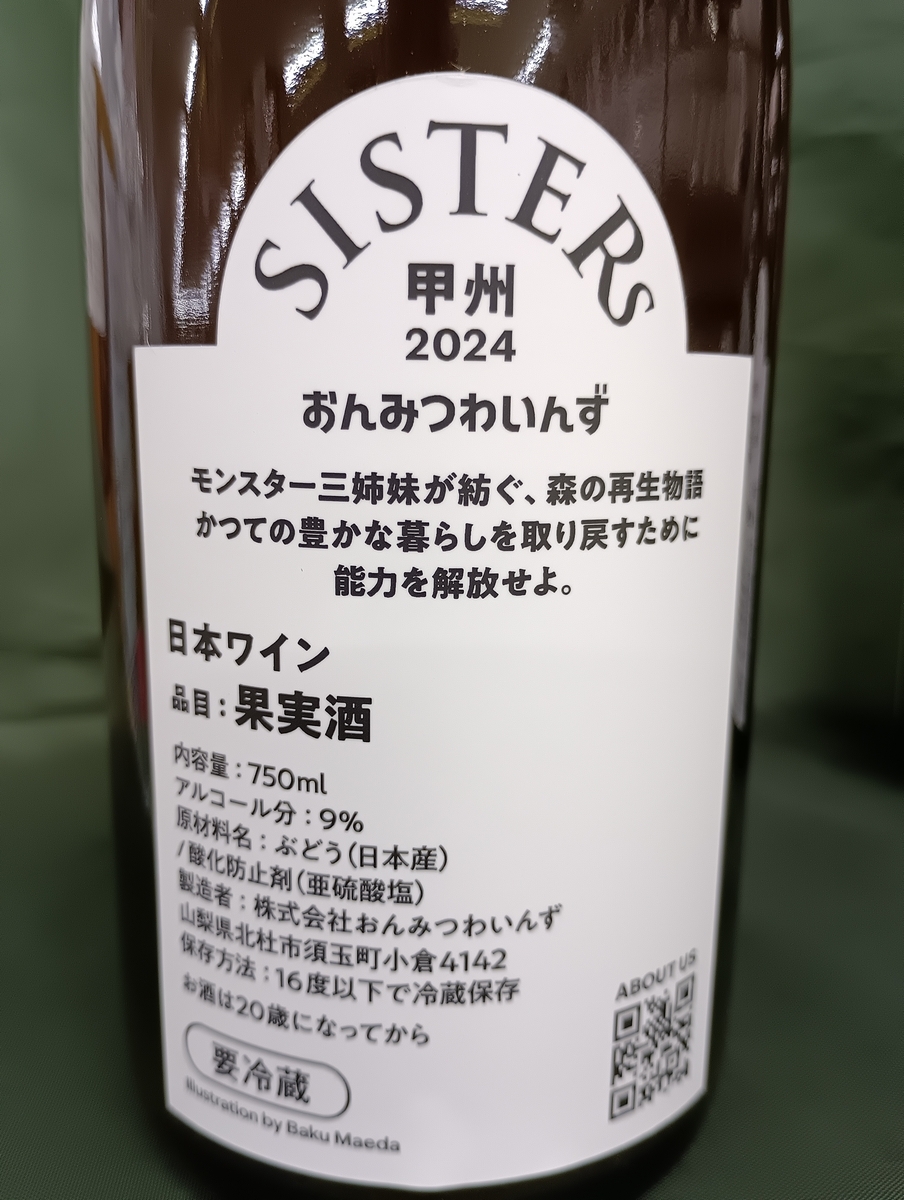 SISTERS
甲州
2024
おんみつわいんず
モンスター三姉妹が紡ぐ、森の再生物語
かつての豊かな暮らしを取り戻すために
能力を解放せよ。
日本ワイン
品目：果実酒
内容量：750ml
アルコール分：9%
原材料名：ぶどう（日本産）
/酸化防止剤（亜硫酸塩）
製造者：株式会社おんみつわいんず
山梨県北杜市須玉町小倉4142
保存方法：16度以下で冷蔵保存
お酒は20歳になってから
要冷蔵
Illustration by Baku Maeda
ABOUT US